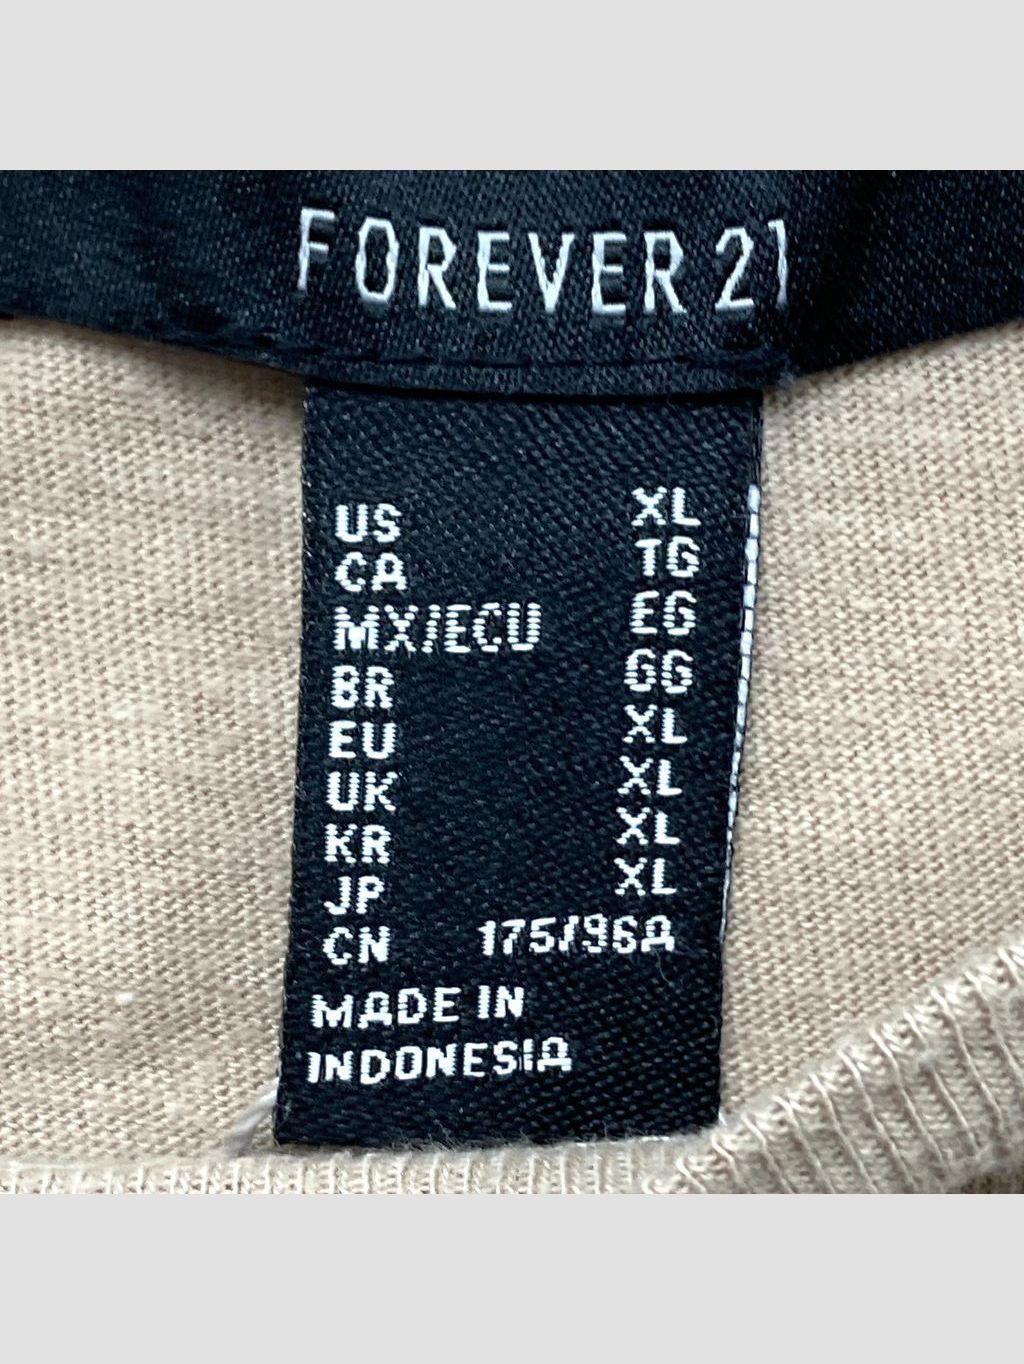 FOREVER 21
US XL
CA TG
MX/ECU EG
BR GG
EU XL
UK XL
KR XL
JP XL
CN 175/96A
MADE IN
INDONESIA